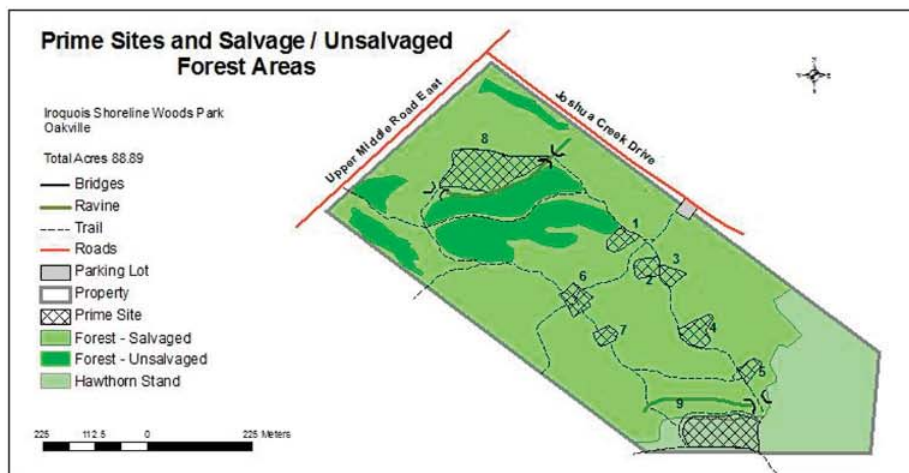 Prime Sites and Salvage / Unsalvaged
Forest Areas
Iroquois Shoreline Woods Park
Oakville
Total Acres 88.89
Bridges
Ravine
Trail
Roads
Parking Lot
Property
Prime Site
Forest - Salvaged
Forest - Unsalvaged
Hawthorn Stand
225 112.5 0 225 Meters
Upper Middle Road East
Joshua Creek Drive
8
1
3
2
6
7
4
5
9